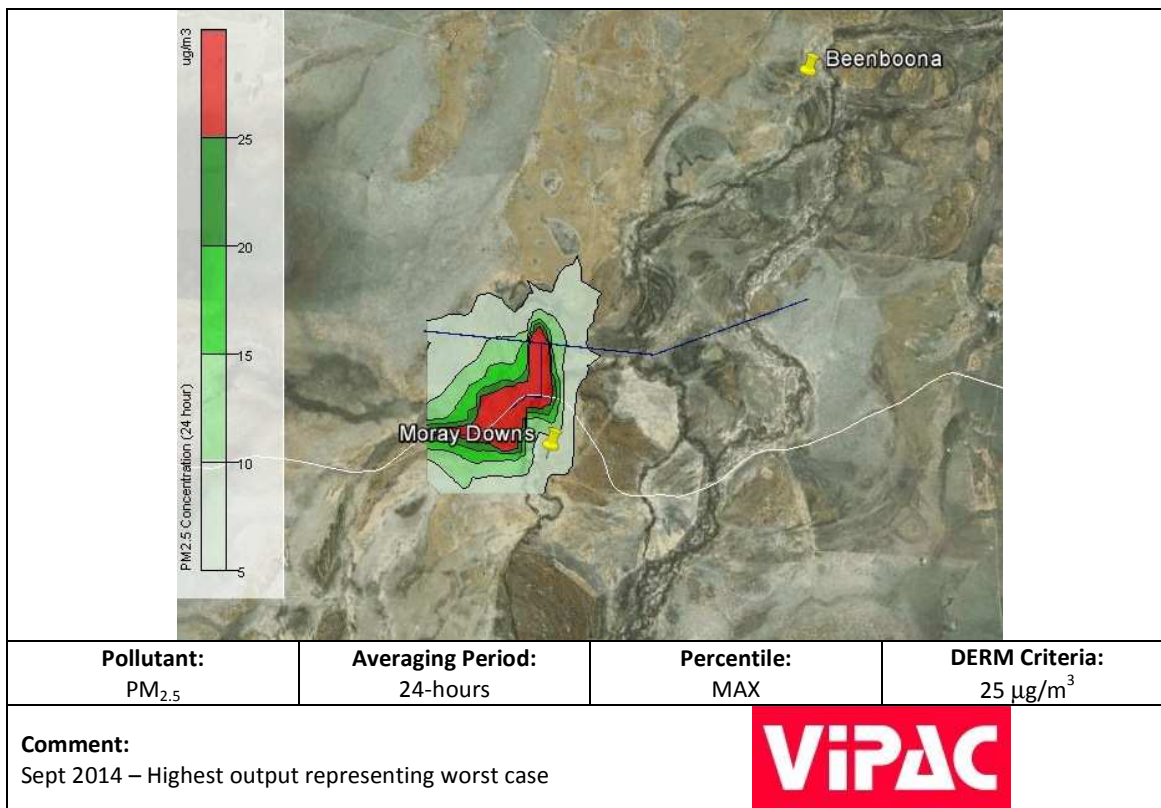 ug/m3
25
20
15
10
5
PM2.5 Concentration (24 hour)
Beenboona
Moray Downs
Pollutant:
PM₂.₅
Averaging Period:
24-hours
Percentile:
MAX
DERM Criteria:
25 µg/m³
Comment:
Sept 2014 – Highest output representing worst case
ViPAC